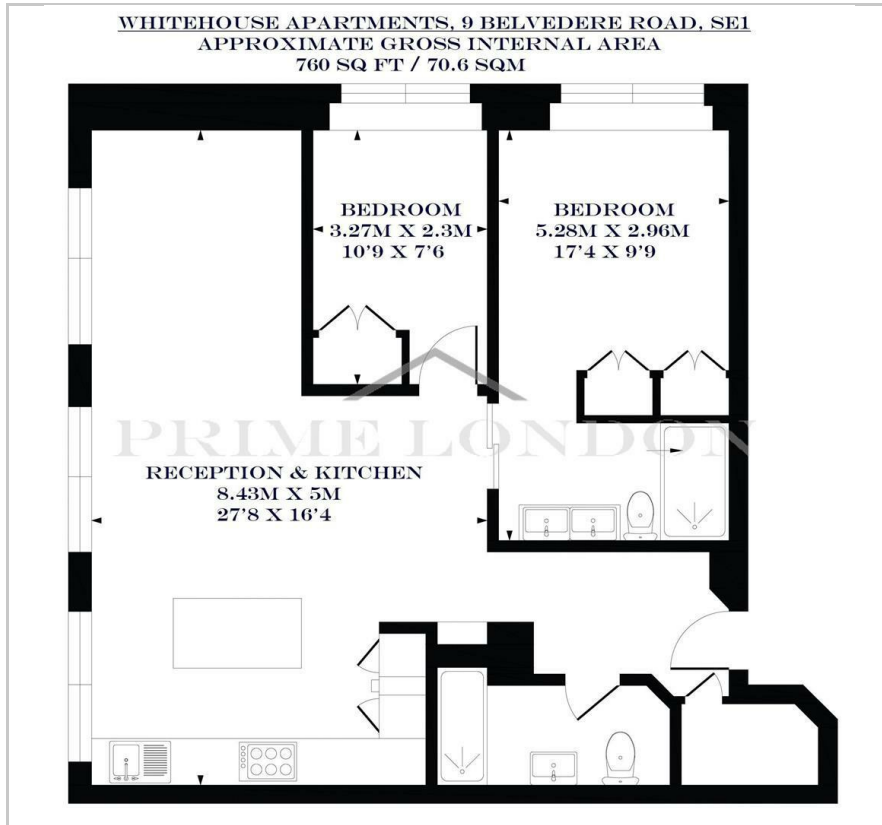 WHITEHOUSE APARTMENTS, 9 BELVEDERE ROAD, SE1
APPROXIMATE GROSS INTERNAL AREA
760 SQ FT / 70.6 SQM
BEDROOM
3.27M X 2.3M
10'9 X 7'6
BEDROOM
5.28M X 2.96M
17'4 X 9'9
PRIME LONDON
RECEPTION & KITCHEN
8.43M X 5M
27'8 X 16'4